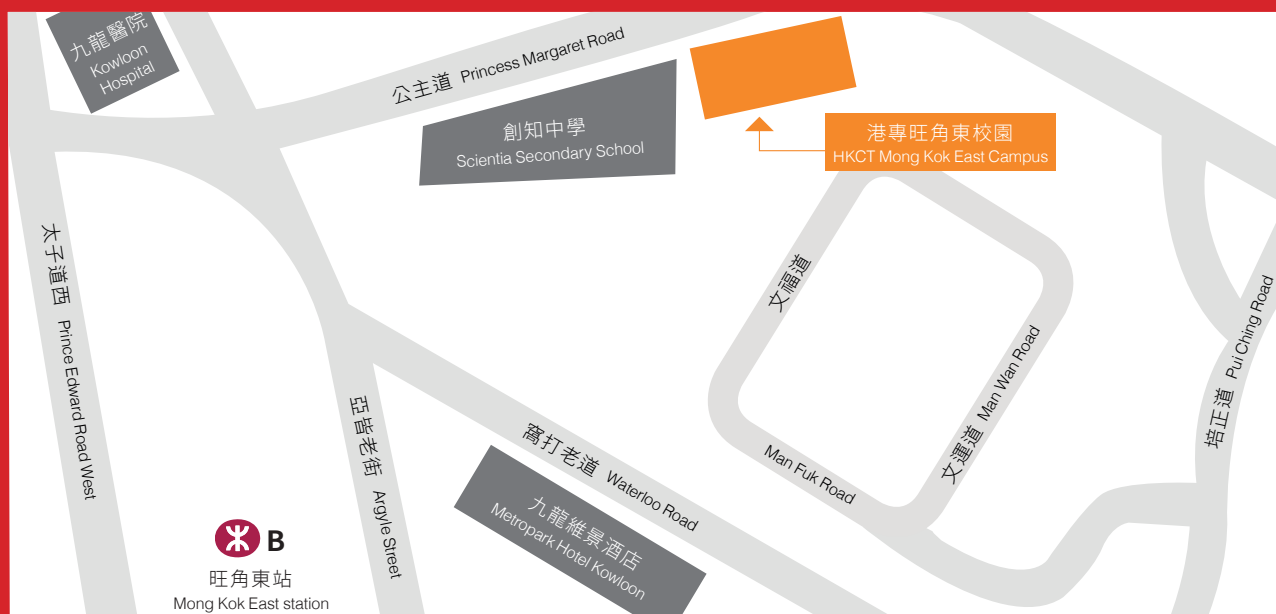 九龍醫院
Kowloon
Hospital
公主道 Princess Margaret Road
創知中學
Scientia Secondary School
港專旺角東校園
HKCT Mong Kok East Campus
太子道西 Prince Edward Road West
文福道
Man Fuk Road
文運道 Man Wan Road
培正道 Pui Ching Road
亞皆老街 Argyle Street
窩打老道 Waterloo Road
九龍維景酒店
Metropark Hotel Kowloon
B
旺角東站
Mong Kok East station